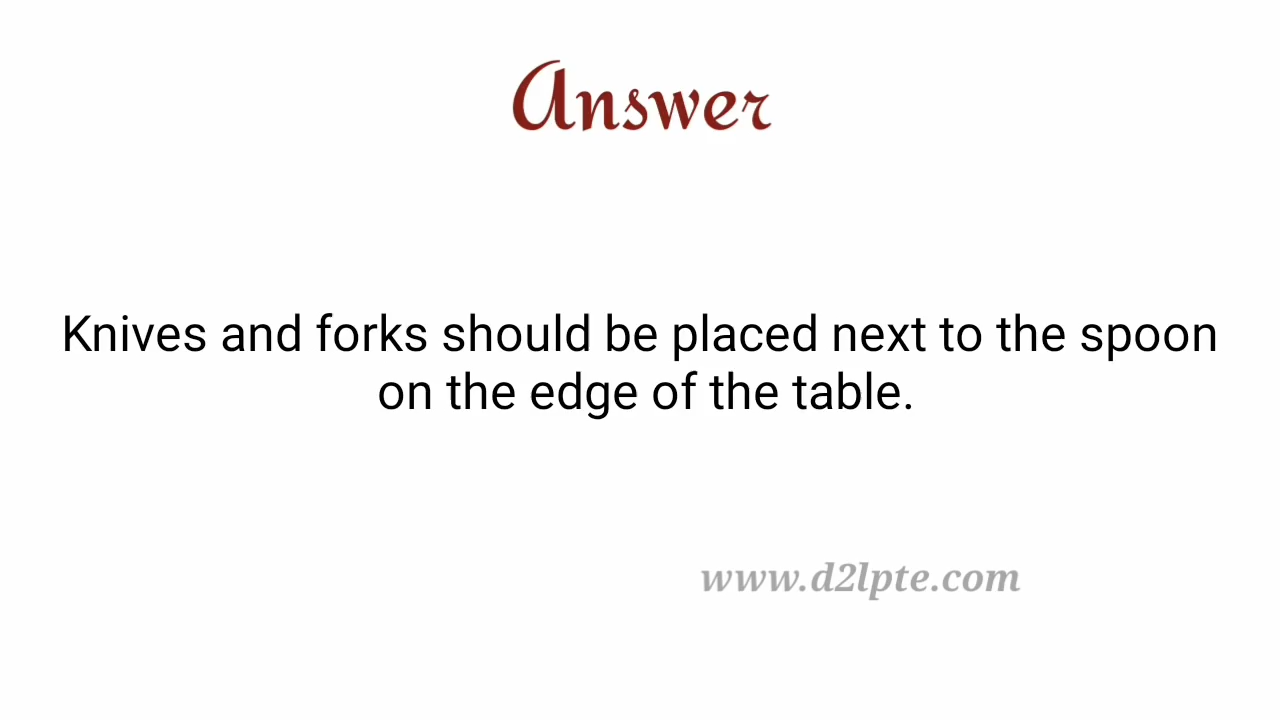 Answer
Knives and forks should be placed next to the spoon
on the edge of the table.
www.d2lpte.com